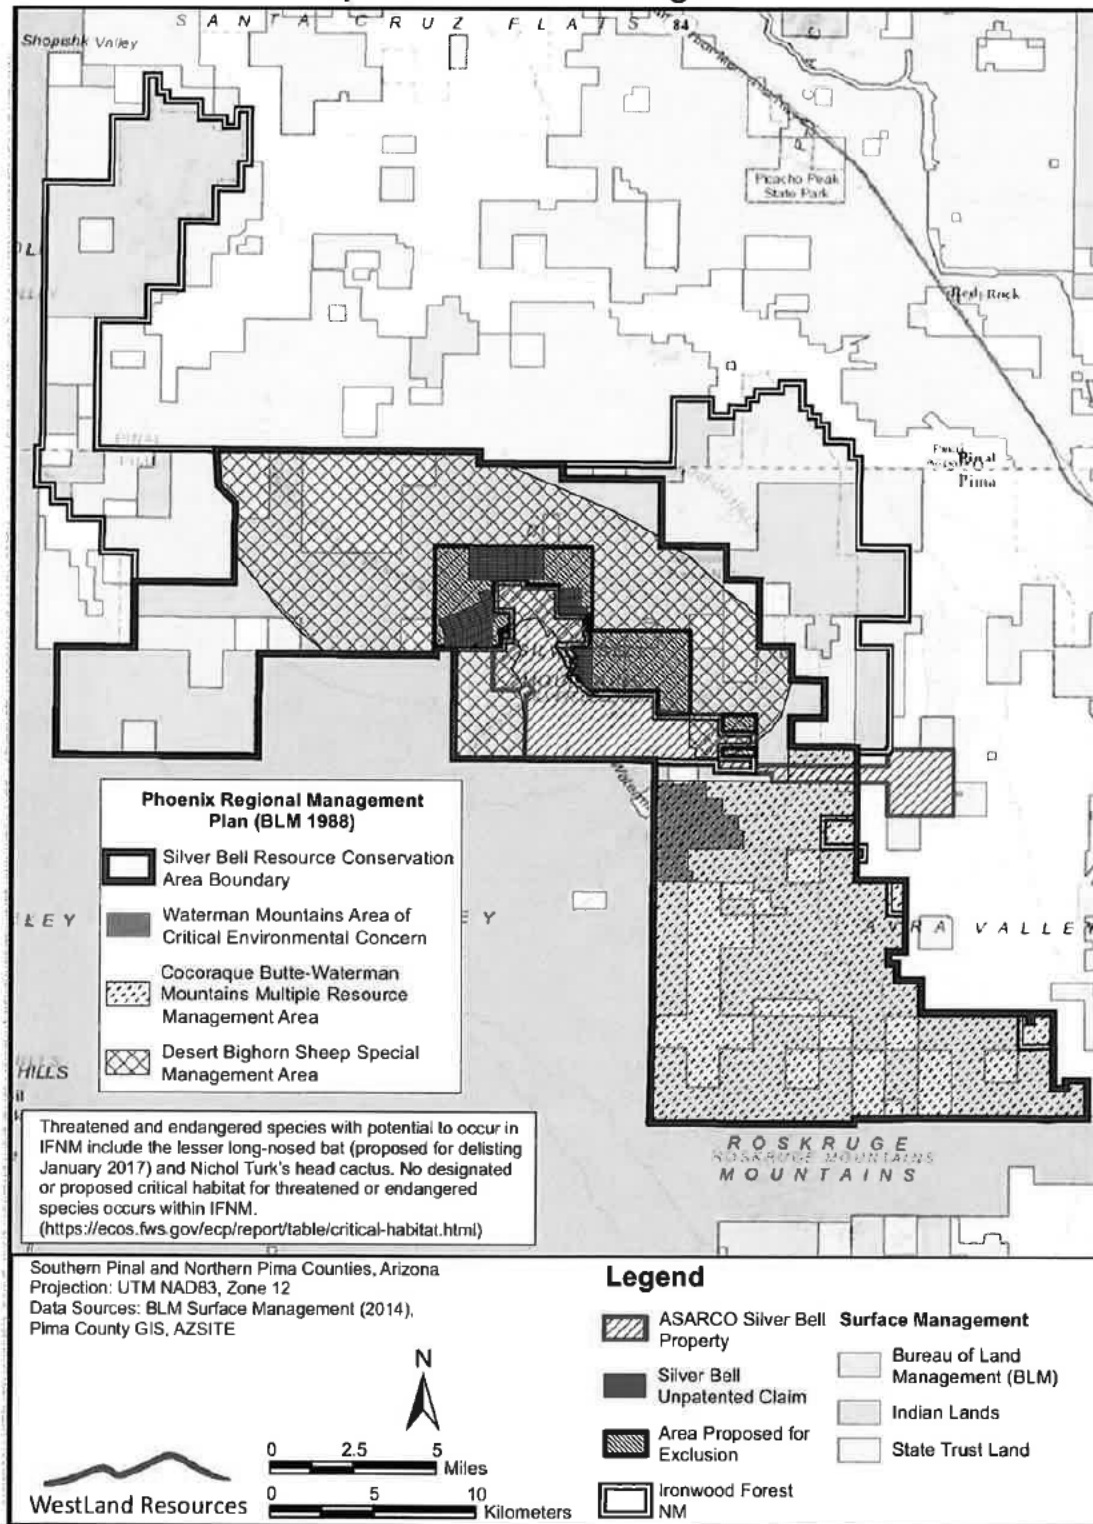 SANTA CRUZ FLATS
84
Shopishk Valley
Picacho Peak
State Park
Red Rock
PINAL
Pinal
Pima
LEY
EY
AVRA VALLEY
HILLS
Phoenix Regional Management
Plan (BLM 1988)
Silver Bell Resource Conservation
Area Boundary
Waterman Mountains Area of
Critical Environmental Concern
Cocoraque Butte-Waterman
Mountains Multiple Resource
Management Area
Desert Bighorn Sheep Special
Management Area
Threatened and endangered species with potential to occur in
IFNM include the lesser long-nosed bat (proposed for delisting
January 2017) and Nichol Turk's head cactus. No designated
or proposed critical habitat for threatened or endangered
species occurs within IFNM.
(https://ecos.fws.gov/ecp/report/table/critical-habitat.html)
ROSKRUGE
ROSKRUGE MOUNTAINS
MOUNTAINS
Southern Pinal and Northern Pima Counties, Arizona
Projection: UTM NAD83, Zone 12
Data Sources: BLM Surface Management (2014),
Pima County GIS, AZSITE
N
0 2.5 5
Miles
0 5 10
Kilometers
WestLand Resources
Legend
ASARCO Silver Bell
Property
Silver Bell
Unpatented Claim
Area Proposed for
Exclusion
Ironwood Forest
NM
Surface Management
Bureau of Land
Management (BLM)
Indian Lands
State Trust Land